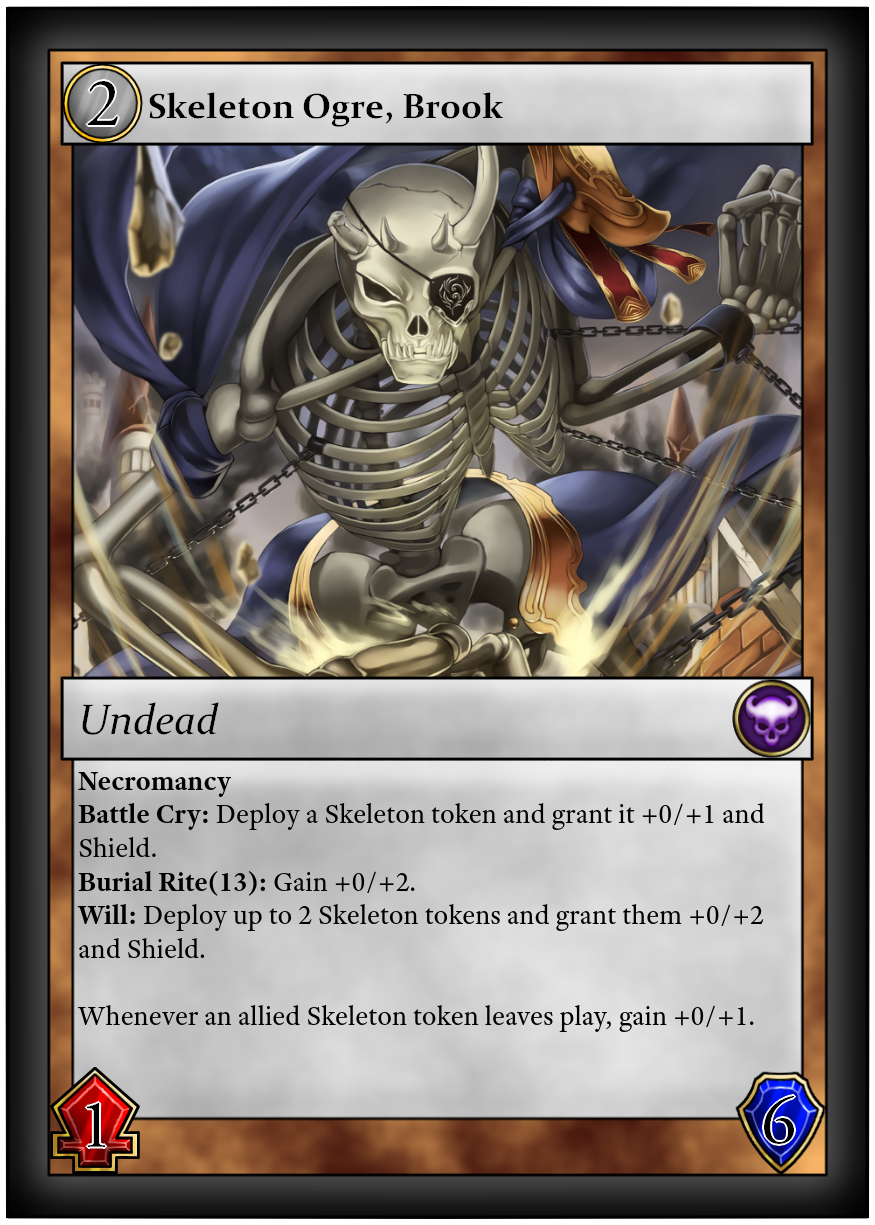 2
Skeleton Ogre, Brook
Undead
Necromancy
Battle Cry: Deploy a Skeleton token and grant it +0/+1 and
Shield.
Burial Rite(13): Gain +0/+2.
Will: Deploy up to 2 Skeleton tokens and grant them +0/+2
and Shield.
Whenever an allied Skeleton token leaves play, gain +0/+1.
1
6